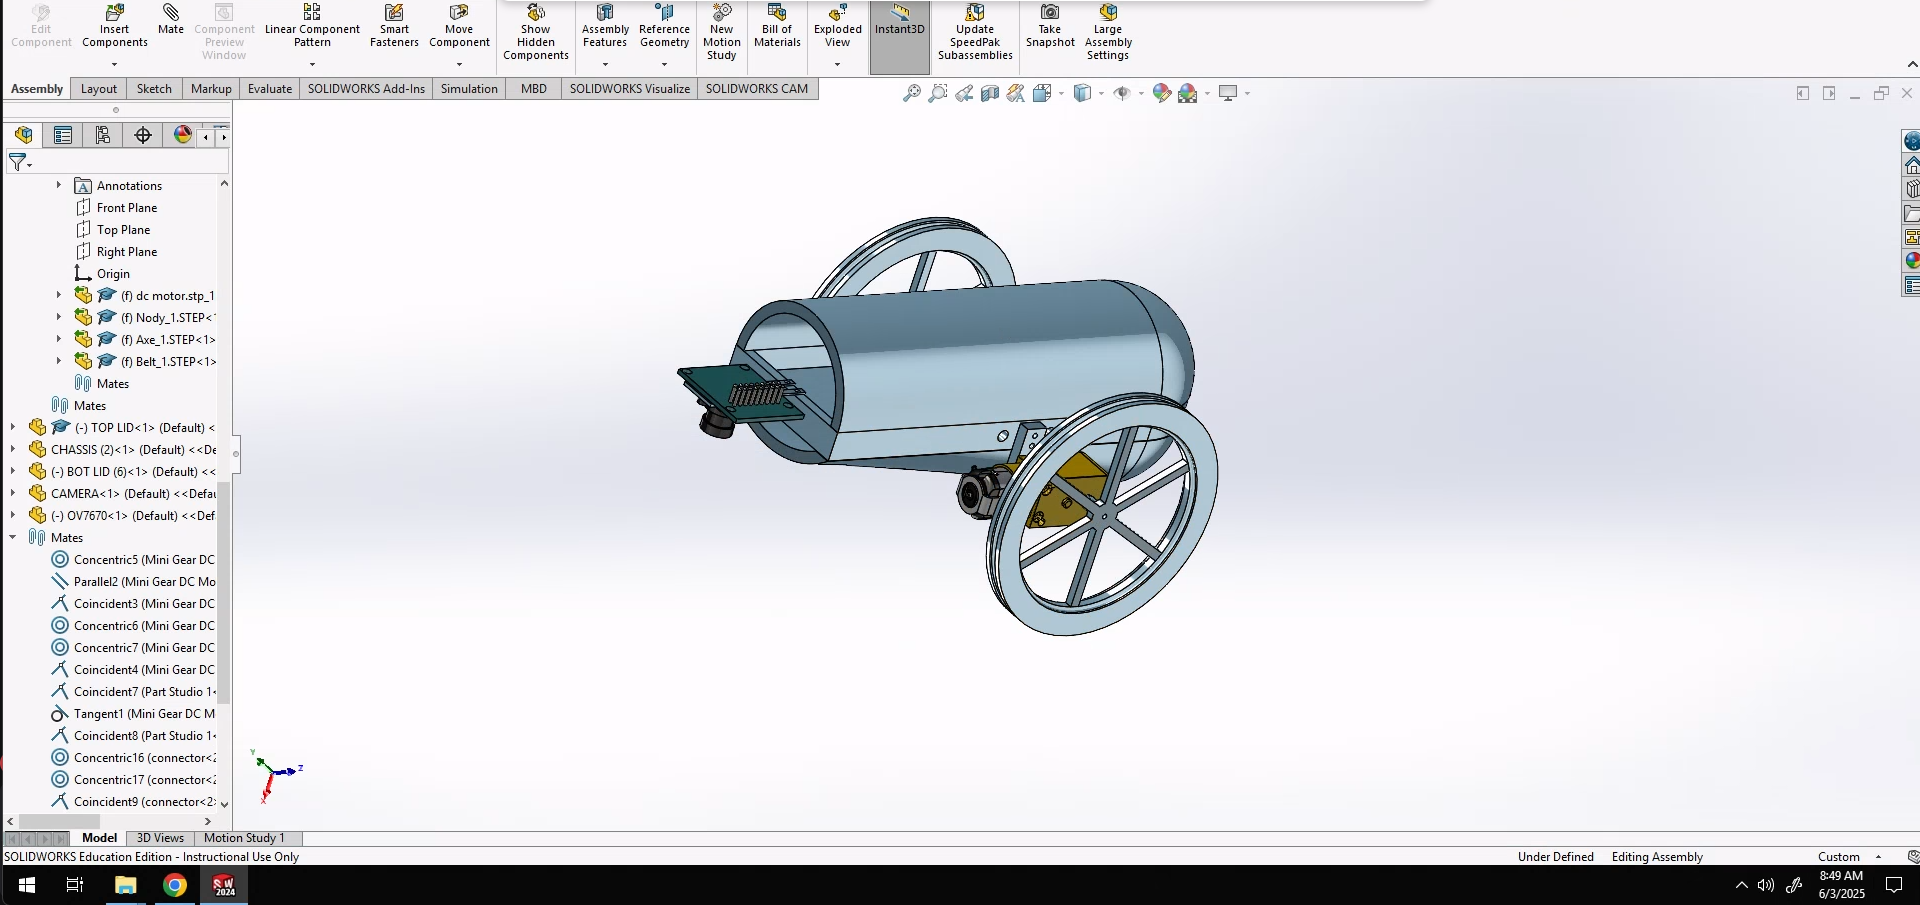 Edit Component
Insert Components
Mate
Component Preview Window
Linear Component Pattern
Smart Fasteners
Move Component
Show Hidden Components
Assembly Features
Reference Geometry
New Motion Study
Bill of Materials
Exploded View
Instant3D
Update SpeedPak Subassemblies
Take Snapshot
Large Assembly Settings
Assembly Layout Sketch Markup Evaluate SOLIDWORKS Add-Ins Simulation MBD SOLIDWORKS Visualize SOLIDWORKS CAM
Annotations
Front Plane
Top Plane
Right Plane
Origin
(f) dc motor.stp_1
(f) Nody_1.STEP<
(f) Axe_1.STEP<1>
(f) Belt_1.STEP<1>
Mates
Mates
(-) TOP LID<1> (Default) <
CHASSIS (2)<1> (Default) <<De
(-) BOT LID (6)<1> (Default) <<
CAMERA<1> (Default) <<Defau
(-) OV7670<1> (Default) <<Def
Mates
Concentric5 (Mini Gear DC
Parallel2 (Mini Gear DC Mo
Coincident3 (Mini Gear DC
Concentric6 (Mini Gear DC
Concentric7 (Mini Gear DC
Coincident4 (Mini Gear DC
Coincident7 (Part Studio 1<
Tangent1 (Mini Gear DC M
Coincident8 (Part Studio 1<
Concentric16 (connector<2
Concentric17 (connector<2
Coincident9 (connector<2>
Y
Z
X
Model 3D Views Motion Study 1
SOLIDWORKS Education Edition - Instructional Use Only
Under Defined Editing Assembly Custom
SW 2024
8:49 AM
6/3/2025